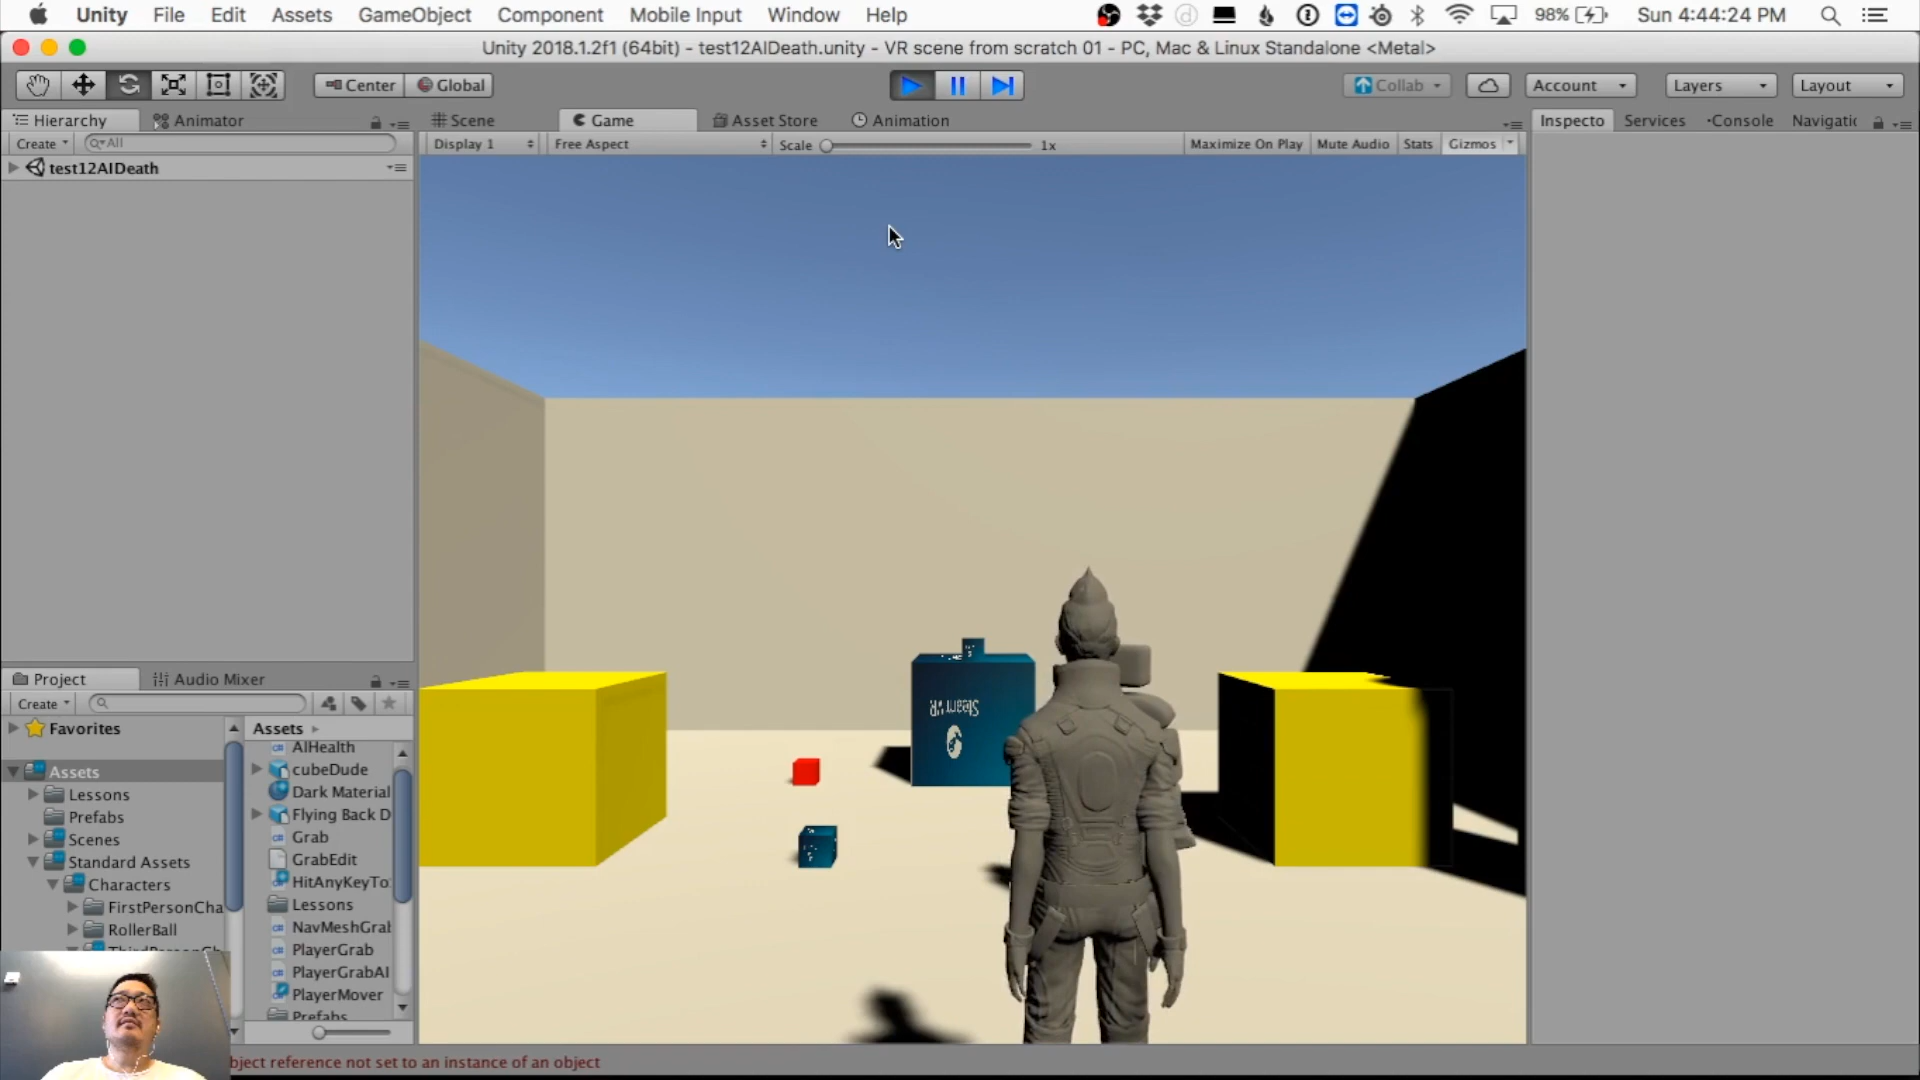 Unity File Edit Assets GameObject Component Mobile Input Window Help 98% Sun 4:44:24 PM
Unity 2018.1.2f1 (64bit) - test12AIDeath.unity - VR scene from scratch 01 - PC, Mac & Linux Standalone <Metal>
Center Global Collab Account Layers Layout
Hierarchy Animator Scene Game Asset Store Animation Inspecto Services Console Navigatic
Create All Display 1 Free Aspect Scale 1x Maximize On Play Mute Audio Stats Gizmos
test12AIDeath
SteamVR
Project Audio Mixer
Create
Favorites
Assets
Lessons
Prefabs
Scenes
Standard Assets
Characters
FirstPersonCha
RollerBall
ThirdPersonCh
Assets
AIHealth
cubeDude
Dark Material
Flying Back D
Grab
GrabEdit
HitAnyKeyTo
Lessons
NavMeshGral
PlayerGrab
PlayerGrabAI
PlayerMover
Prefabs
bject reference not set to an instance of an object